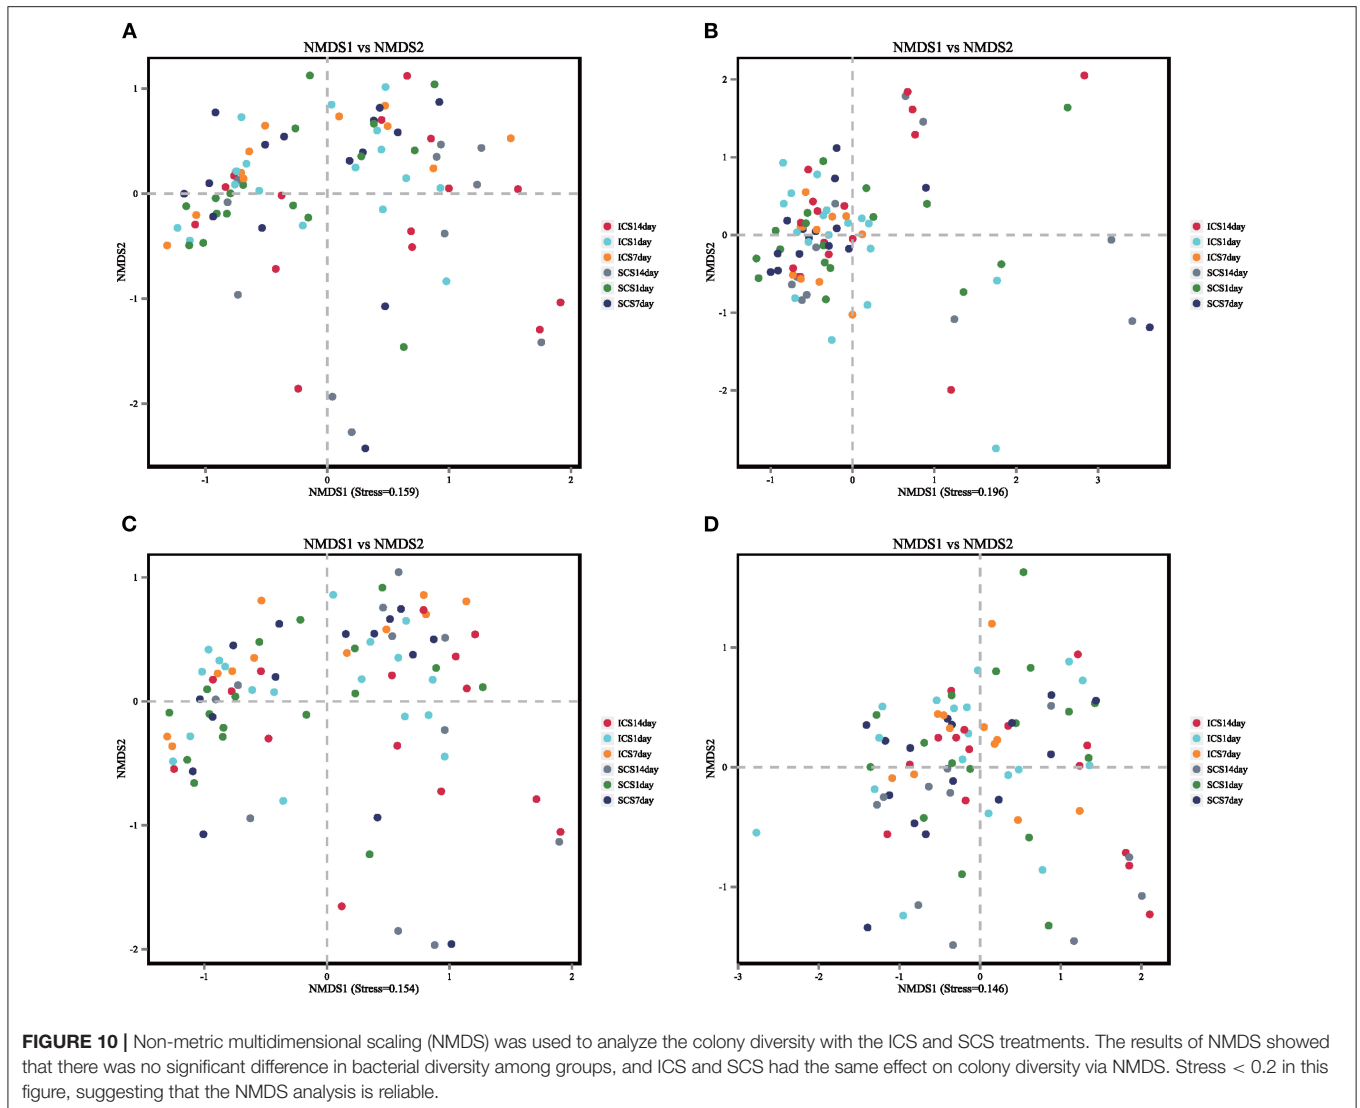 A
NMDS1 vs NMDS2
NMDS2
1
0
-1
-2
-1
0
1
2
NMDS1 (Stress=0.159)
ICS14day
ICS1day
ICS7day
SCS14day
SCS1day
SCS7day
B
NMDS1 vs NMDS2
NMDS2
2
1
0
-1
-2
-1
0
1
2
3
NMDS1 (Stress=0.196)
ICS14day
ICS1day
ICS7day
SCS14day
SCS1day
SCS7day
C
NMDS1 vs NMDS2
NMDS2
1
0
-1
-2
-1
0
1
2
NMDS1 (Stress=0.154)
ICS14day
ICS1day
ICS7day
SCS14day
SCS1day
SCS7day
D
NMDS1 vs NMDS2
NMDS2
1
0
-1
-3
-2
-1
0
1
2
NMDS1 (Stress=0.146)
ICS14day
ICS1day
ICS7day
SCS14day
SCS1day
SCS7day
FIGURE 10 | Non-metric multidimensional scaling (NMDS) was used to analyze the colony diversity with the ICS and SCS treatments. The results of NMDS showed
that there was no significant difference in bacterial diversity among groups, and ICS and SCS had the same effect on colony diversity via NMDS. Stress < 0.2 in this
figure, suggesting that the NMDS analysis is reliable.